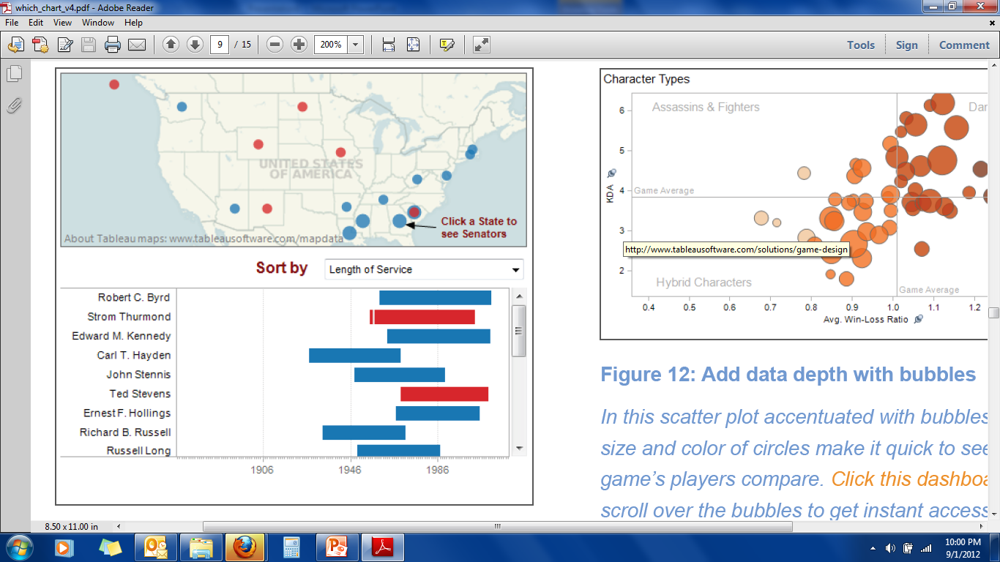 which_chart_v4.pdf - Adobe Reader
File Edit View Window Help
9 / 15 200% Tools Sign Comment
UNITED STATES
OF AMERICA
Click a State to
see Senators
About Tableau maps: www.tableausoftware.com/mapdata
Sort by Length of Service
Robert C. Byrd
Strom Thurmond
Edward M. Kennedy
Carl T. Hayden
John Stennis
Ted Stevens
Ernest F. Hollings
Richard B. Russell
Russell Long
1906 1946 1986
Character Types
Assassins & Fighters Dar
6
5
KDA
4
Game Average
3
http://www.tableausoftware.com/solutions/game-design
2
Hybrid Characters
Game Average
0.4 0.5 0.6 0.7 0.8 0.9 1.0 1.1 1.2
Avg. Win-Loss Ratio
Figure 12: Add data depth with bubbles
In this scatter plot accentuated with bubbles
size and color of circles make it quick to see
game’s players compare. Click this dashboa
scroll over the bubbles to get instant access
8.50 x 11.00 in
10:00 PM
9/1/2012